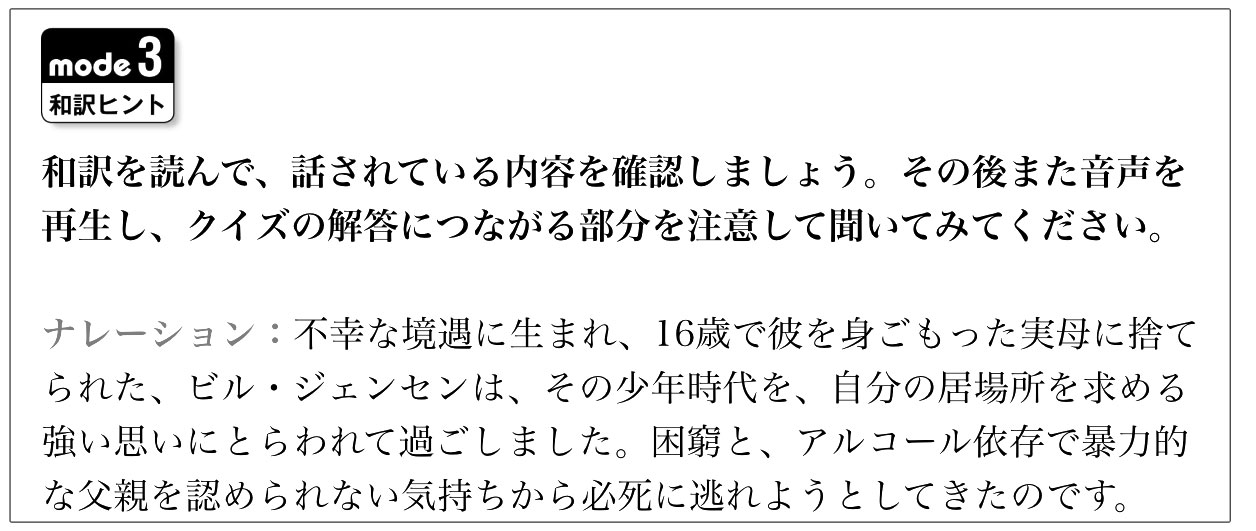 mode 3
和訳ヒント
和訳を読んで、話されている内容を確認しましょう。その後また音声を
再生し、クイズの解答につながる部分を注意して聞いてみてください。
ナレーション：不幸な境遇に生まれ、16歳で彼を身ごもった実母に捨て
られた、ビル・ジェンセンは、その少年時代を、自分の居場所を求める
強い思いにとらわれて過ごしました。困窮と、アルコール依存で暴力的
な父親を認められない気持ちから必死に逃れようとしてきたのです。